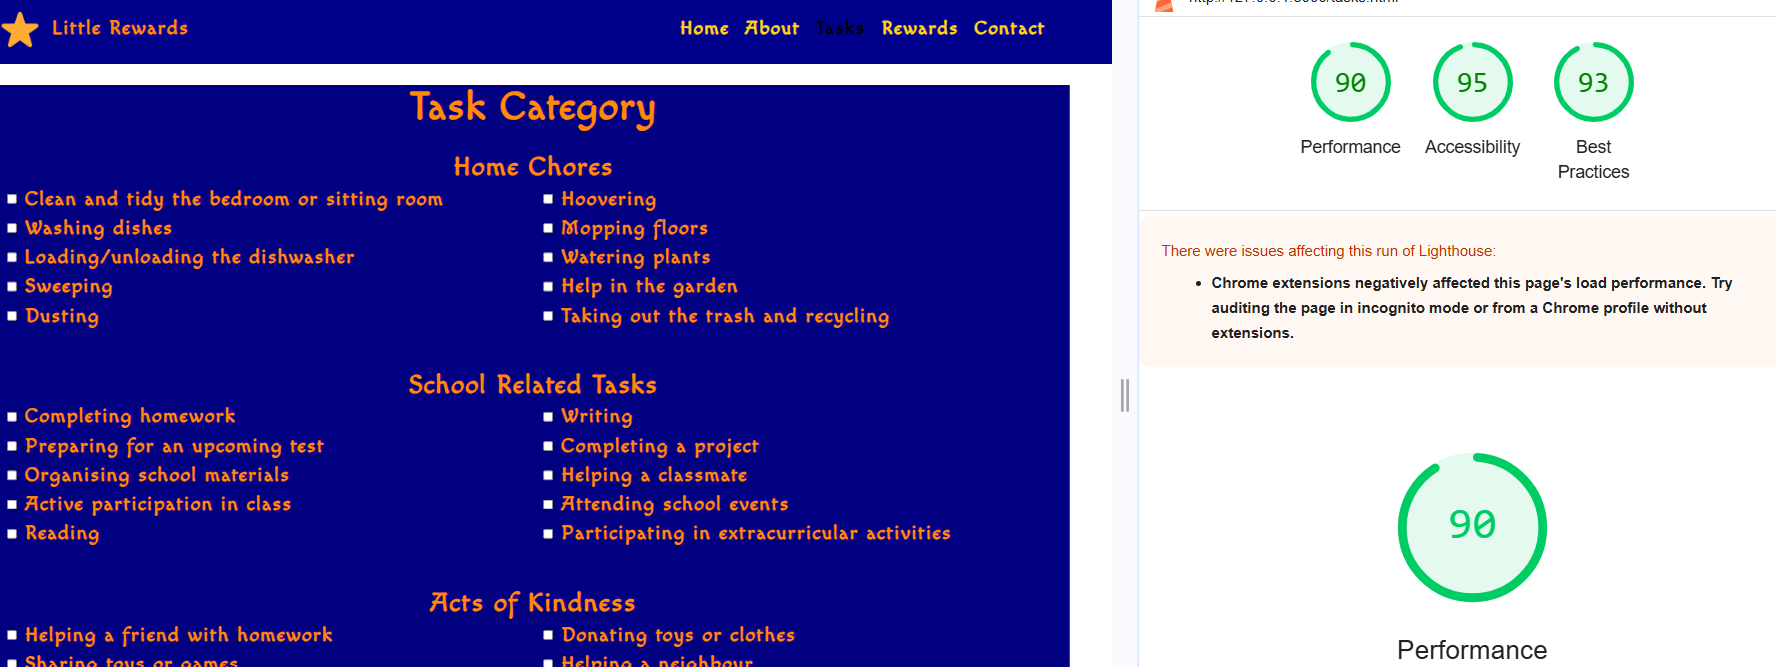 Little Rewards
Home About Tasks Rewards Contact
Task Category
Home Chores
Clean and tidy the bedroom or sitting room
Washing dishes
Loading/unloading the dishwasher
Sweeping
Dusting
Hoovering
Mopping floors
Watering plants
Help in the garden
Taking out the trash and recycling
School Related Tasks
Completing homework
Preparing for an upcoming test
Organising school materials
Active participation in class
Reading
Writing
Completing a project
Helping a classmate
Attending school events
Participating in extracurricular activities
Acts of Kindness
Helping a friend with homework
Sharing toys or games
Donating toys or clothes
Helping a neighbour
90
Performance
95
Accessibility
93
Best
Practices
There were issues affecting this run of Lighthouse:
Chrome extensions negatively affected this page's load performance. Try
auditing the page in incognito mode or from a Chrome profile without
extensions.
90
Performance